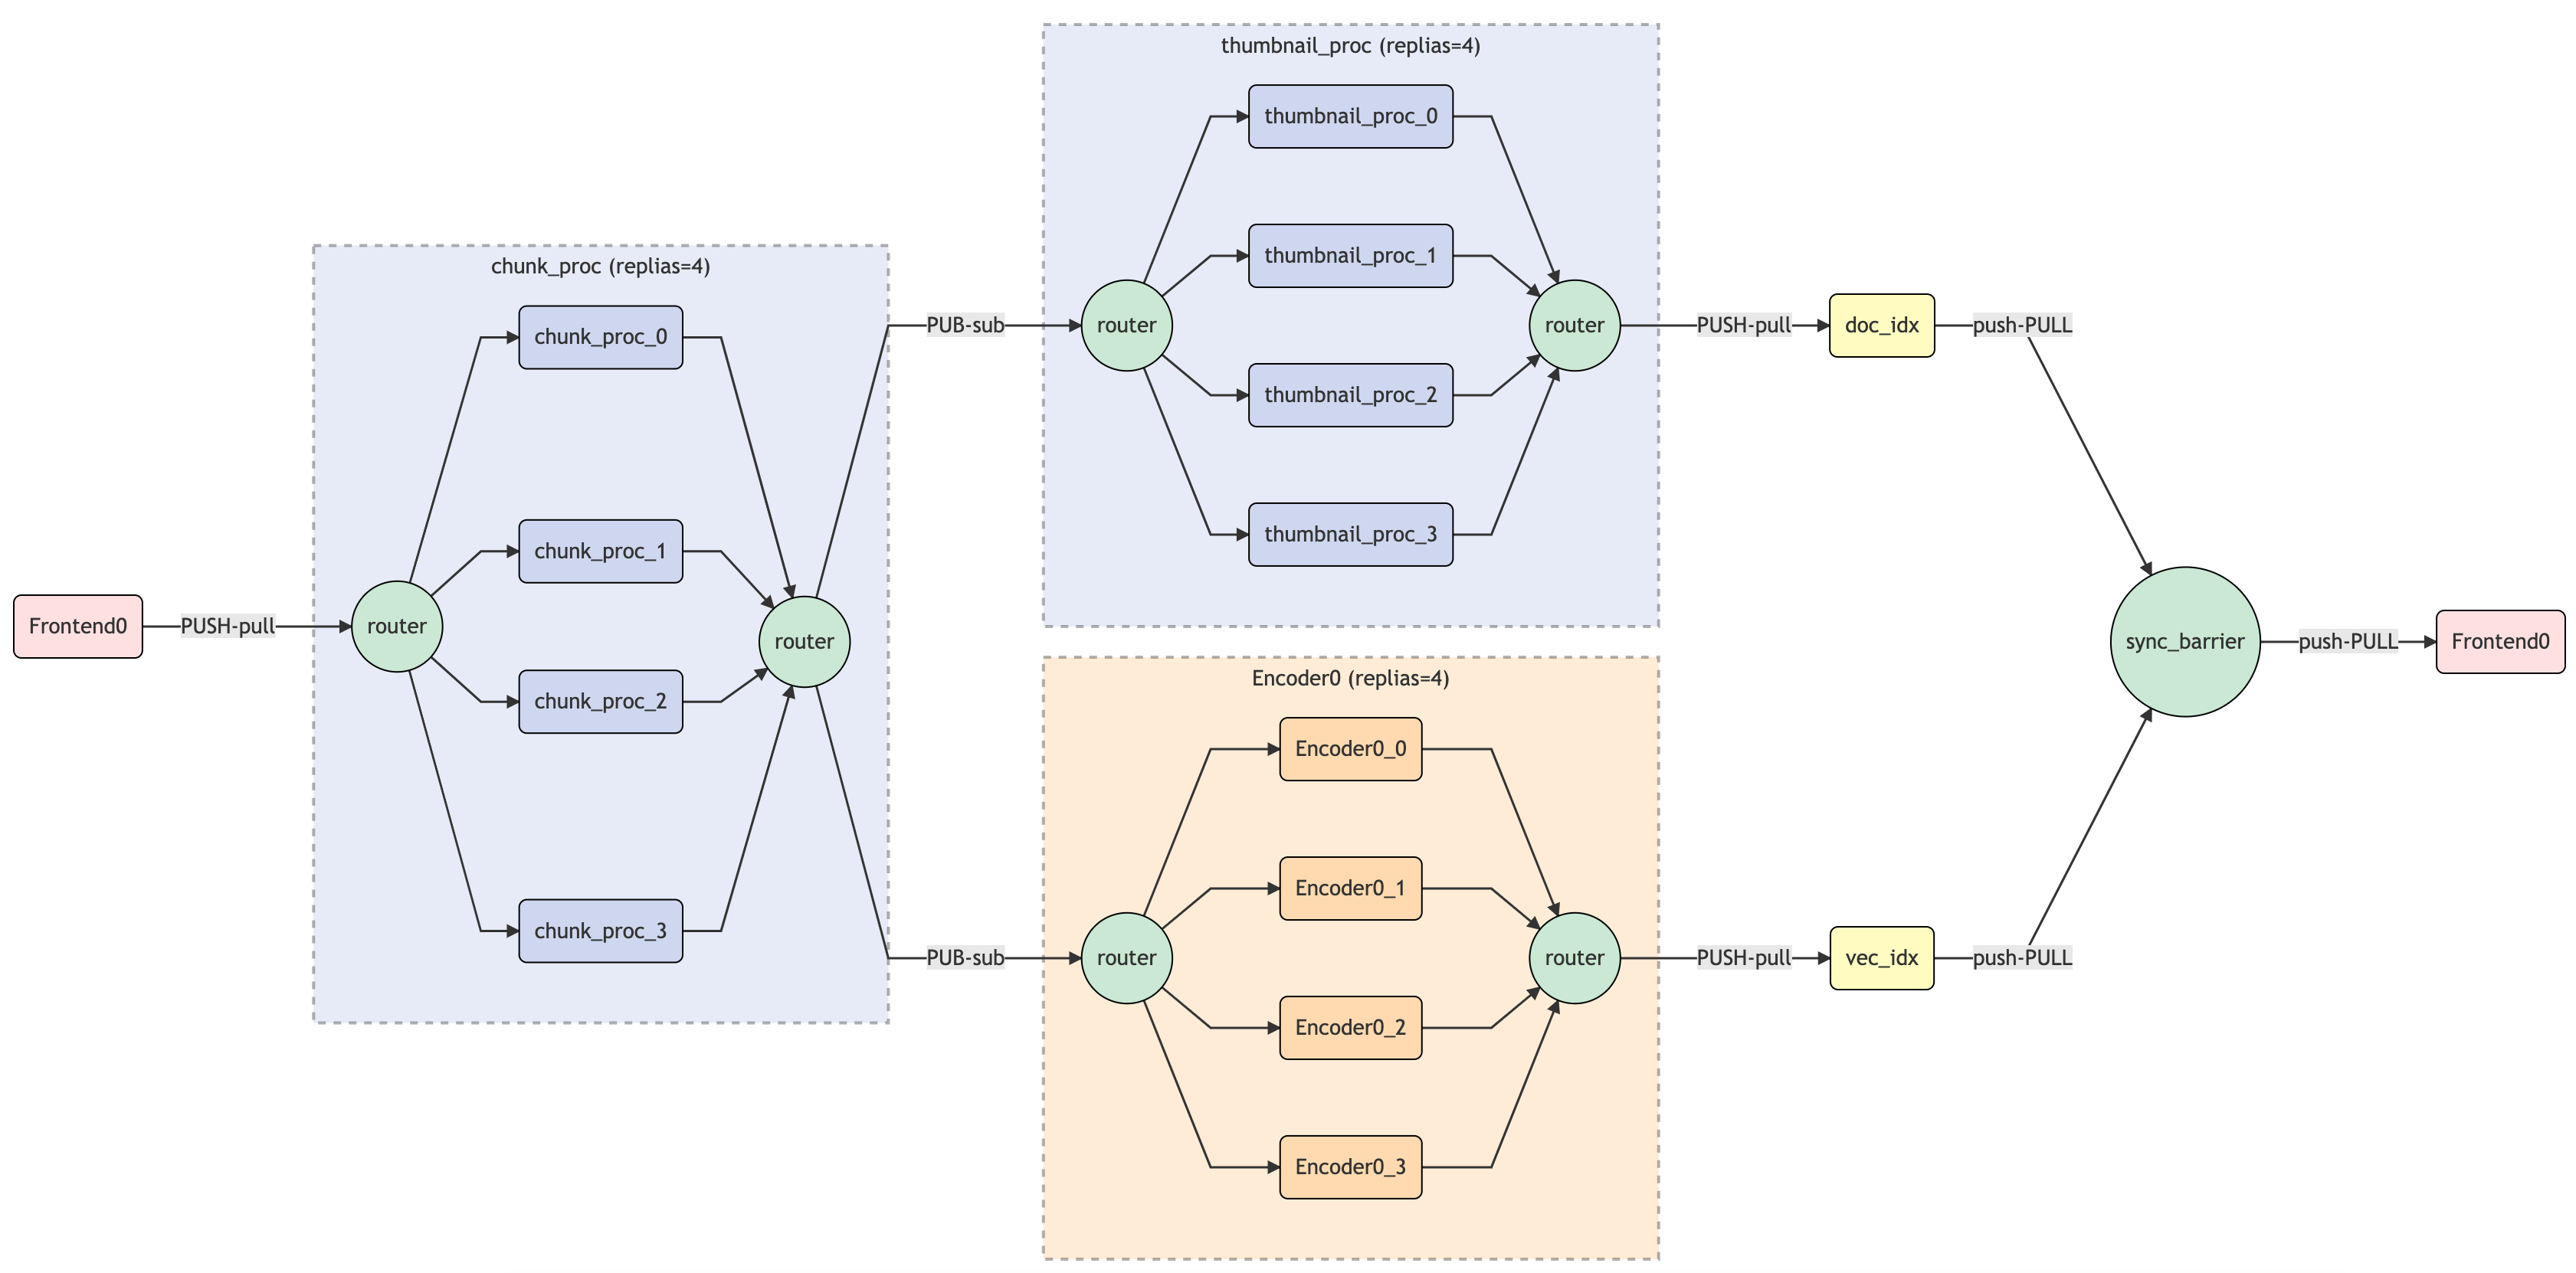 Frontend0
PUSH-pull
chunk_proc (replias=4)
router
chunk_proc_0
chunk_proc_1
chunk_proc_2
chunk_proc_3
router
PUB-sub
PUB-sub
thumbnail_proc (replias=4)
router
thumbnail_proc_0
thumbnail_proc_1
thumbnail_proc_2
thumbnail_proc_3
router
PUSH-pull
doc_idx
push-PULL
Encoder0 (replias=4)
router
Encoder0_0
Encoder0_1
Encoder0_2
Encoder0_3
router
PUSH-pull
vec_idx
push-PULL
sync_barrier
push-PULL
Frontend0